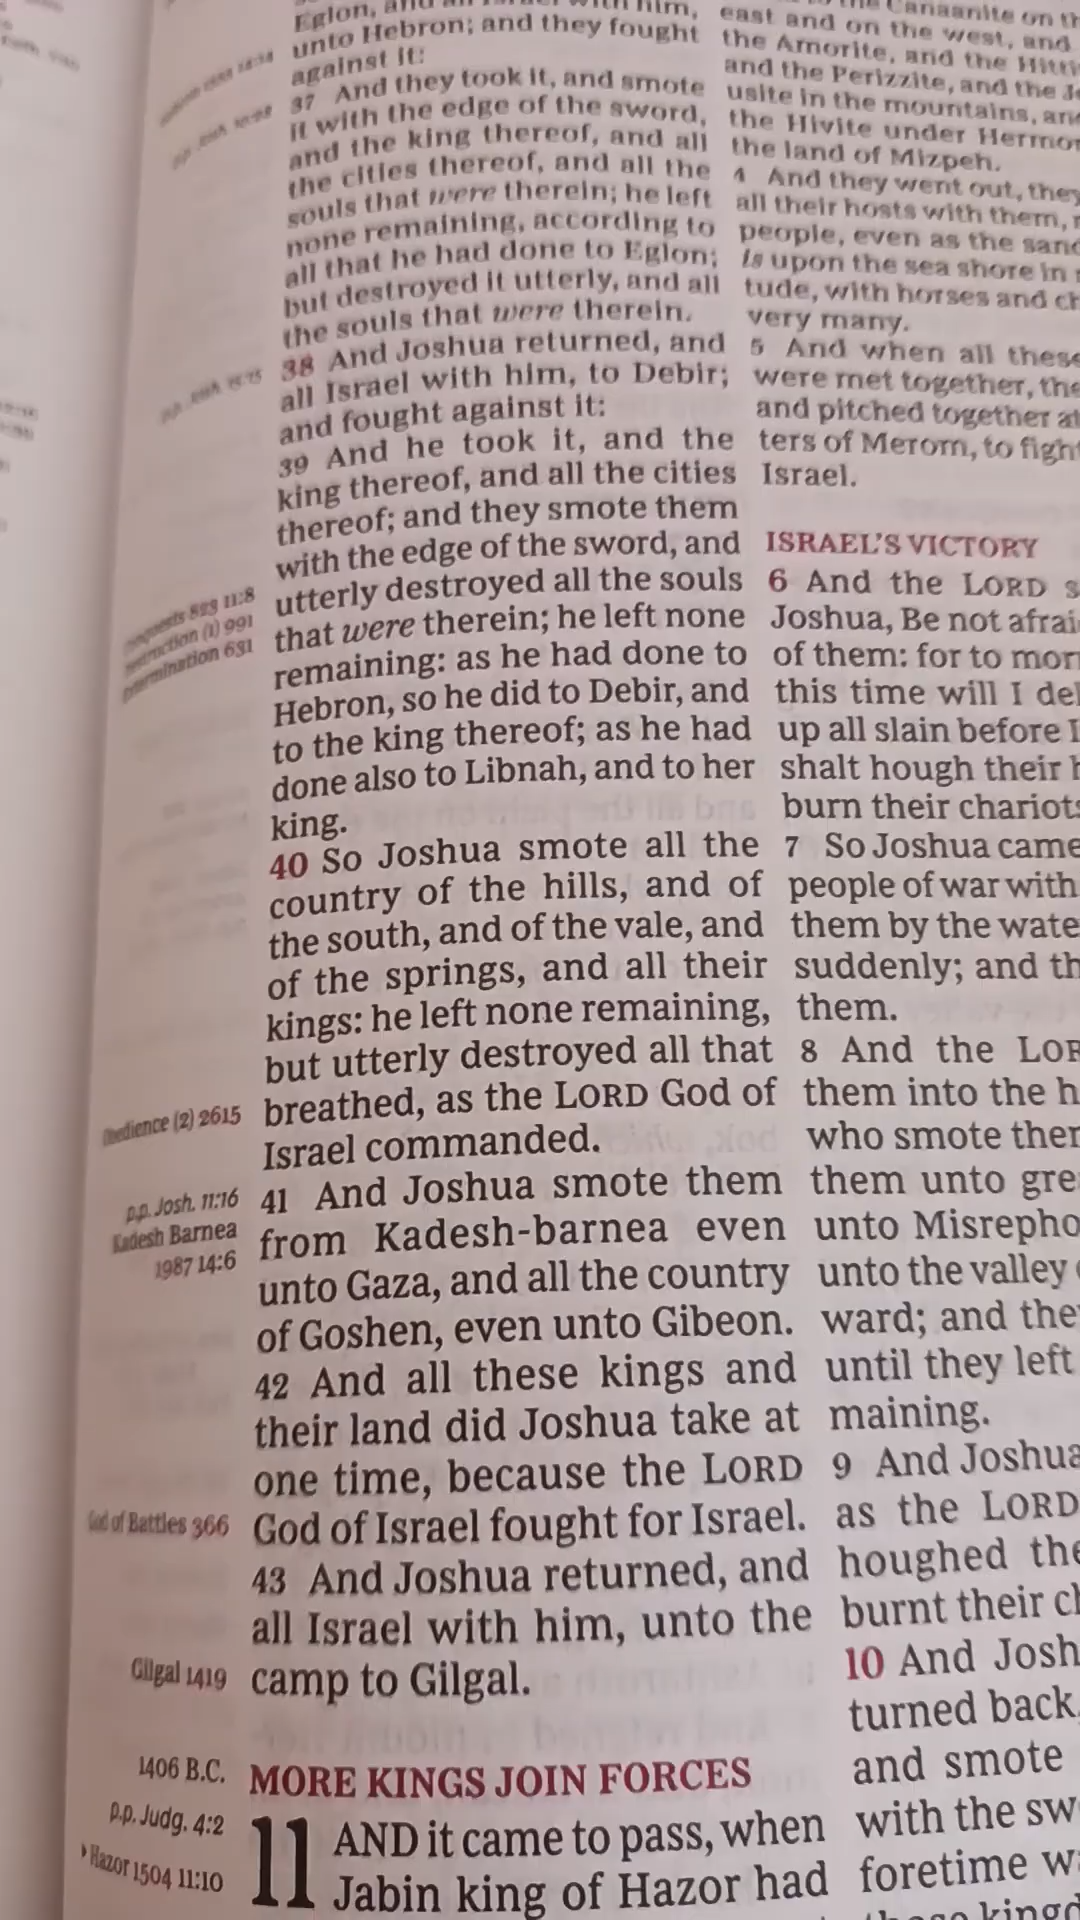 unto Hebron; and they fought
against it:
37 And they took it, and smote
it with the edge of the sword,
and the king thereof, and all
the cities thereof, and all the
souls that were therein; he left
none remaining, according to
all that he had done to Eglon;
but destroyed it utterly, and all
the souls that were therein.
38 And Joshua returned, and
all Israel with him, to Debir;
and fought against it:
39 And he took it, and the
king thereof, and all the cities
thereof; and they smote them
with the edge of the sword, and
utterly destroyed all the souls
that were therein; he left none
remaining: as he had done to
Hebron, so he did to Debir, and
to the king thereof; as he had
done also to Libnah, and to her
king.
40 So Joshua smote all the
country of the hills, and of
the south, and of the vale, and
of the springs, and all their
kings: he left none remaining,
but utterly destroyed all that
breathed, as the LORD God of
Israel commanded.
41 And Joshua smote them
from Kadesh-barnea even
unto Gaza, and all the country
of Goshen, even unto Gibeon.
42 And all these kings and
their land did Joshua take at
one time, because the LORD
God of Israel fought for Israel.
43 And Joshua returned, and
all Israel with him, unto the
camp to Gilgal.
MORE KINGS JOIN FORCES
11 AND it came to pass, when
Jabin king of Hazor had
823 11:8
(1) 991
631
(2) 2615
p.p. Josh. 11:16
Kadesh Barnea
1987 14:6
God of Battles 366
Gilgal 1419
1406 B.C.
p.p. Judg. 4:2
Hazor 1504 11:10
the Canaanite on
east and on the west, and
the Amorite, and the
and the Perizzite, and the
usite in the mountains,
the Hivite under
the land of Mizpeh.
4 And they went out, they
all their hosts with them,
people, even as the
is upon the sea shore in
tude, with horses and
very many.
5 And when all these
were met together,
and pitched together
ters of Merom, to
Israel.
ISRAEL'S VICTORY
6 And the LORD
Joshua, Be not
of them: for to
this time will I
up all slain before
shalt hough their
burn their
7 So Joshua came
people of war with
them by the
suddenly; and
them.
8 And the
them into the
who smote
them unto
unto
unto the valley
ward; and
until they left
maining.
9 And Joshua
as the LORD
houghed
burnt their
10 And
turned back
and smote
with the
foretime